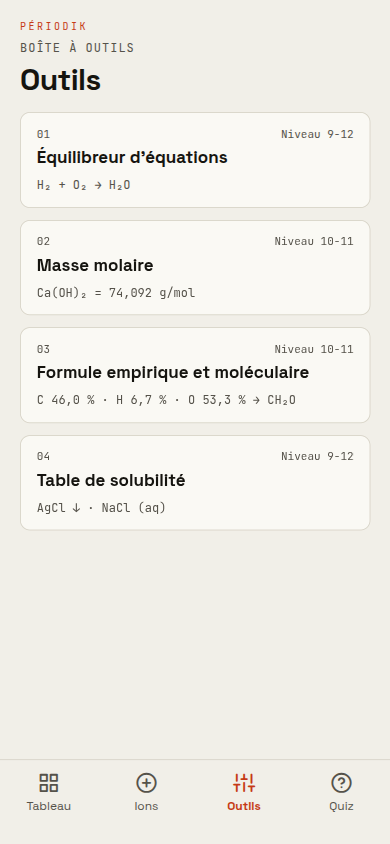 PÉRIODIK
BOÎTE À OUTILS
Outils
01 Niveau 9-12
Équilibreur d'équations
H₂ + O₂ → H₂O
02 Niveau 10-11
Masse molaire
Ca(OH)₂ = 74,092 g/mol
03 Niveau 10-11
Formule empirique et moléculaire
C 46,0 % · H 6,7 % · O 53,3 % → CH₂O
04 Niveau 9-12
Table de solubilité
AgCl ↓ · NaCl (aq)
Tableau Ions Outils Quiz